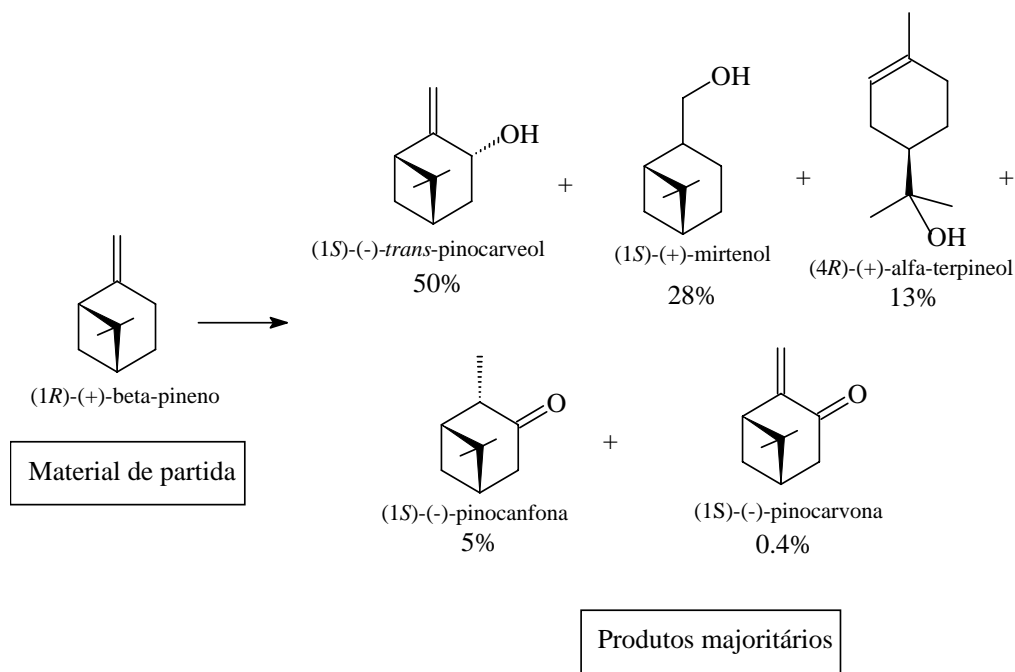 OH
OH
+
+
+
OH
(1S)-(-)-trans-pinocarveol
50%
(1S)-(+)-mirtenol
28%
(4R)-(+)-alfa-terpineol
13%
(1R)-(+)-beta-pineno
Material de partida
O
+
O
(1S)-(-)-pinocanfona
5%
(1S)-(-)-pinocarvona
0.4%
Produtos majoritários